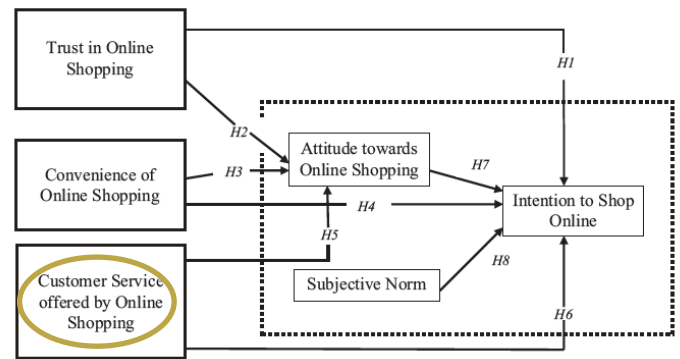 Trust in Online
Shopping
H1
H2
Attitude towards
Online Shopping
H7
Convenience of
Online Shopping
H3
H4
Intention to Shop
Online
H5
H8
Customer Service
offered by Online
Shopping
Subjective Norm
H6